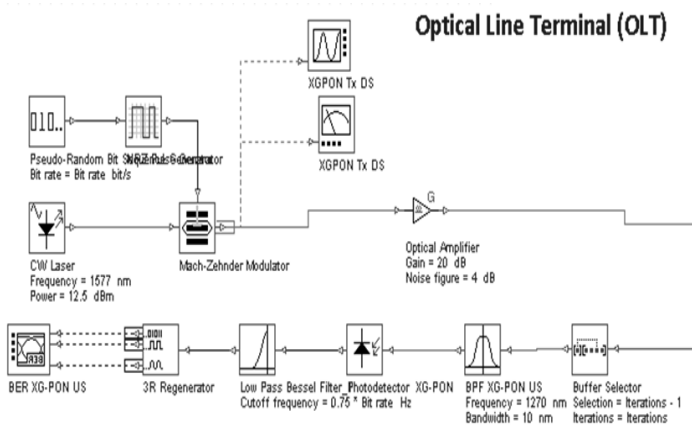 Optical Line Terminal (OLT)
XGPON Tx DS
010..
XGPON Tx DS
Pseudo-Random Bit
Bit rate = Bit rate bit/s
G
CW Laser
Frequency = 1577 nm
Power = 12.5 dBm
Mach-Zehnder Modulator
Optical Amplifier
Gain = 20 dB
Noise figure = 4 dB
BER XG-PON US
3R Regenerator
Low Pass Bessel Filter
Cutoff frequency = 0.75 * Bit rate Hz
Photodetector XG-PON
BPF XG-PON US
Frequency = 1270 nm
Bandwidth = 10 nm
Buffer Selector
Selection = Iterations - 1
Iterations = Iterations